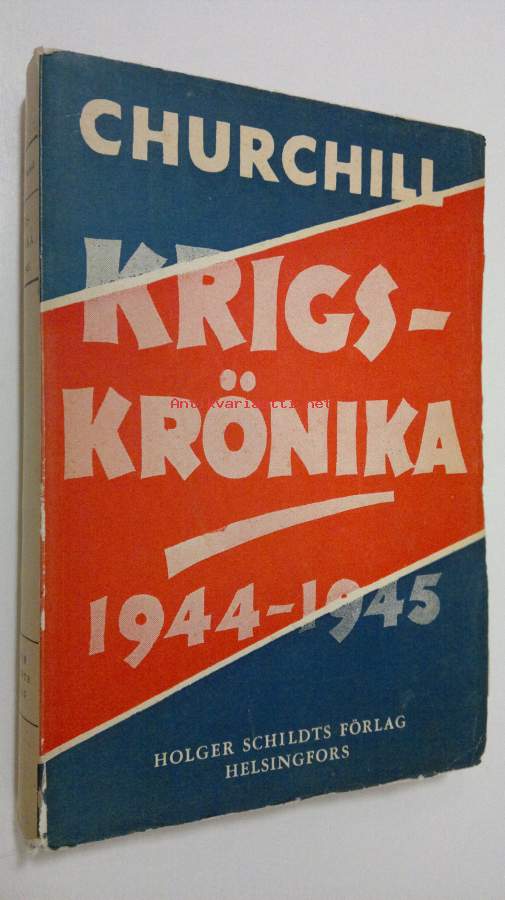 CHURCHILL
KRIGS-
KRÖNIKA
Antikvariaatti.net
1944-1945
HOLGER SCHILDTS FÖRLAG
HELSINGFORS